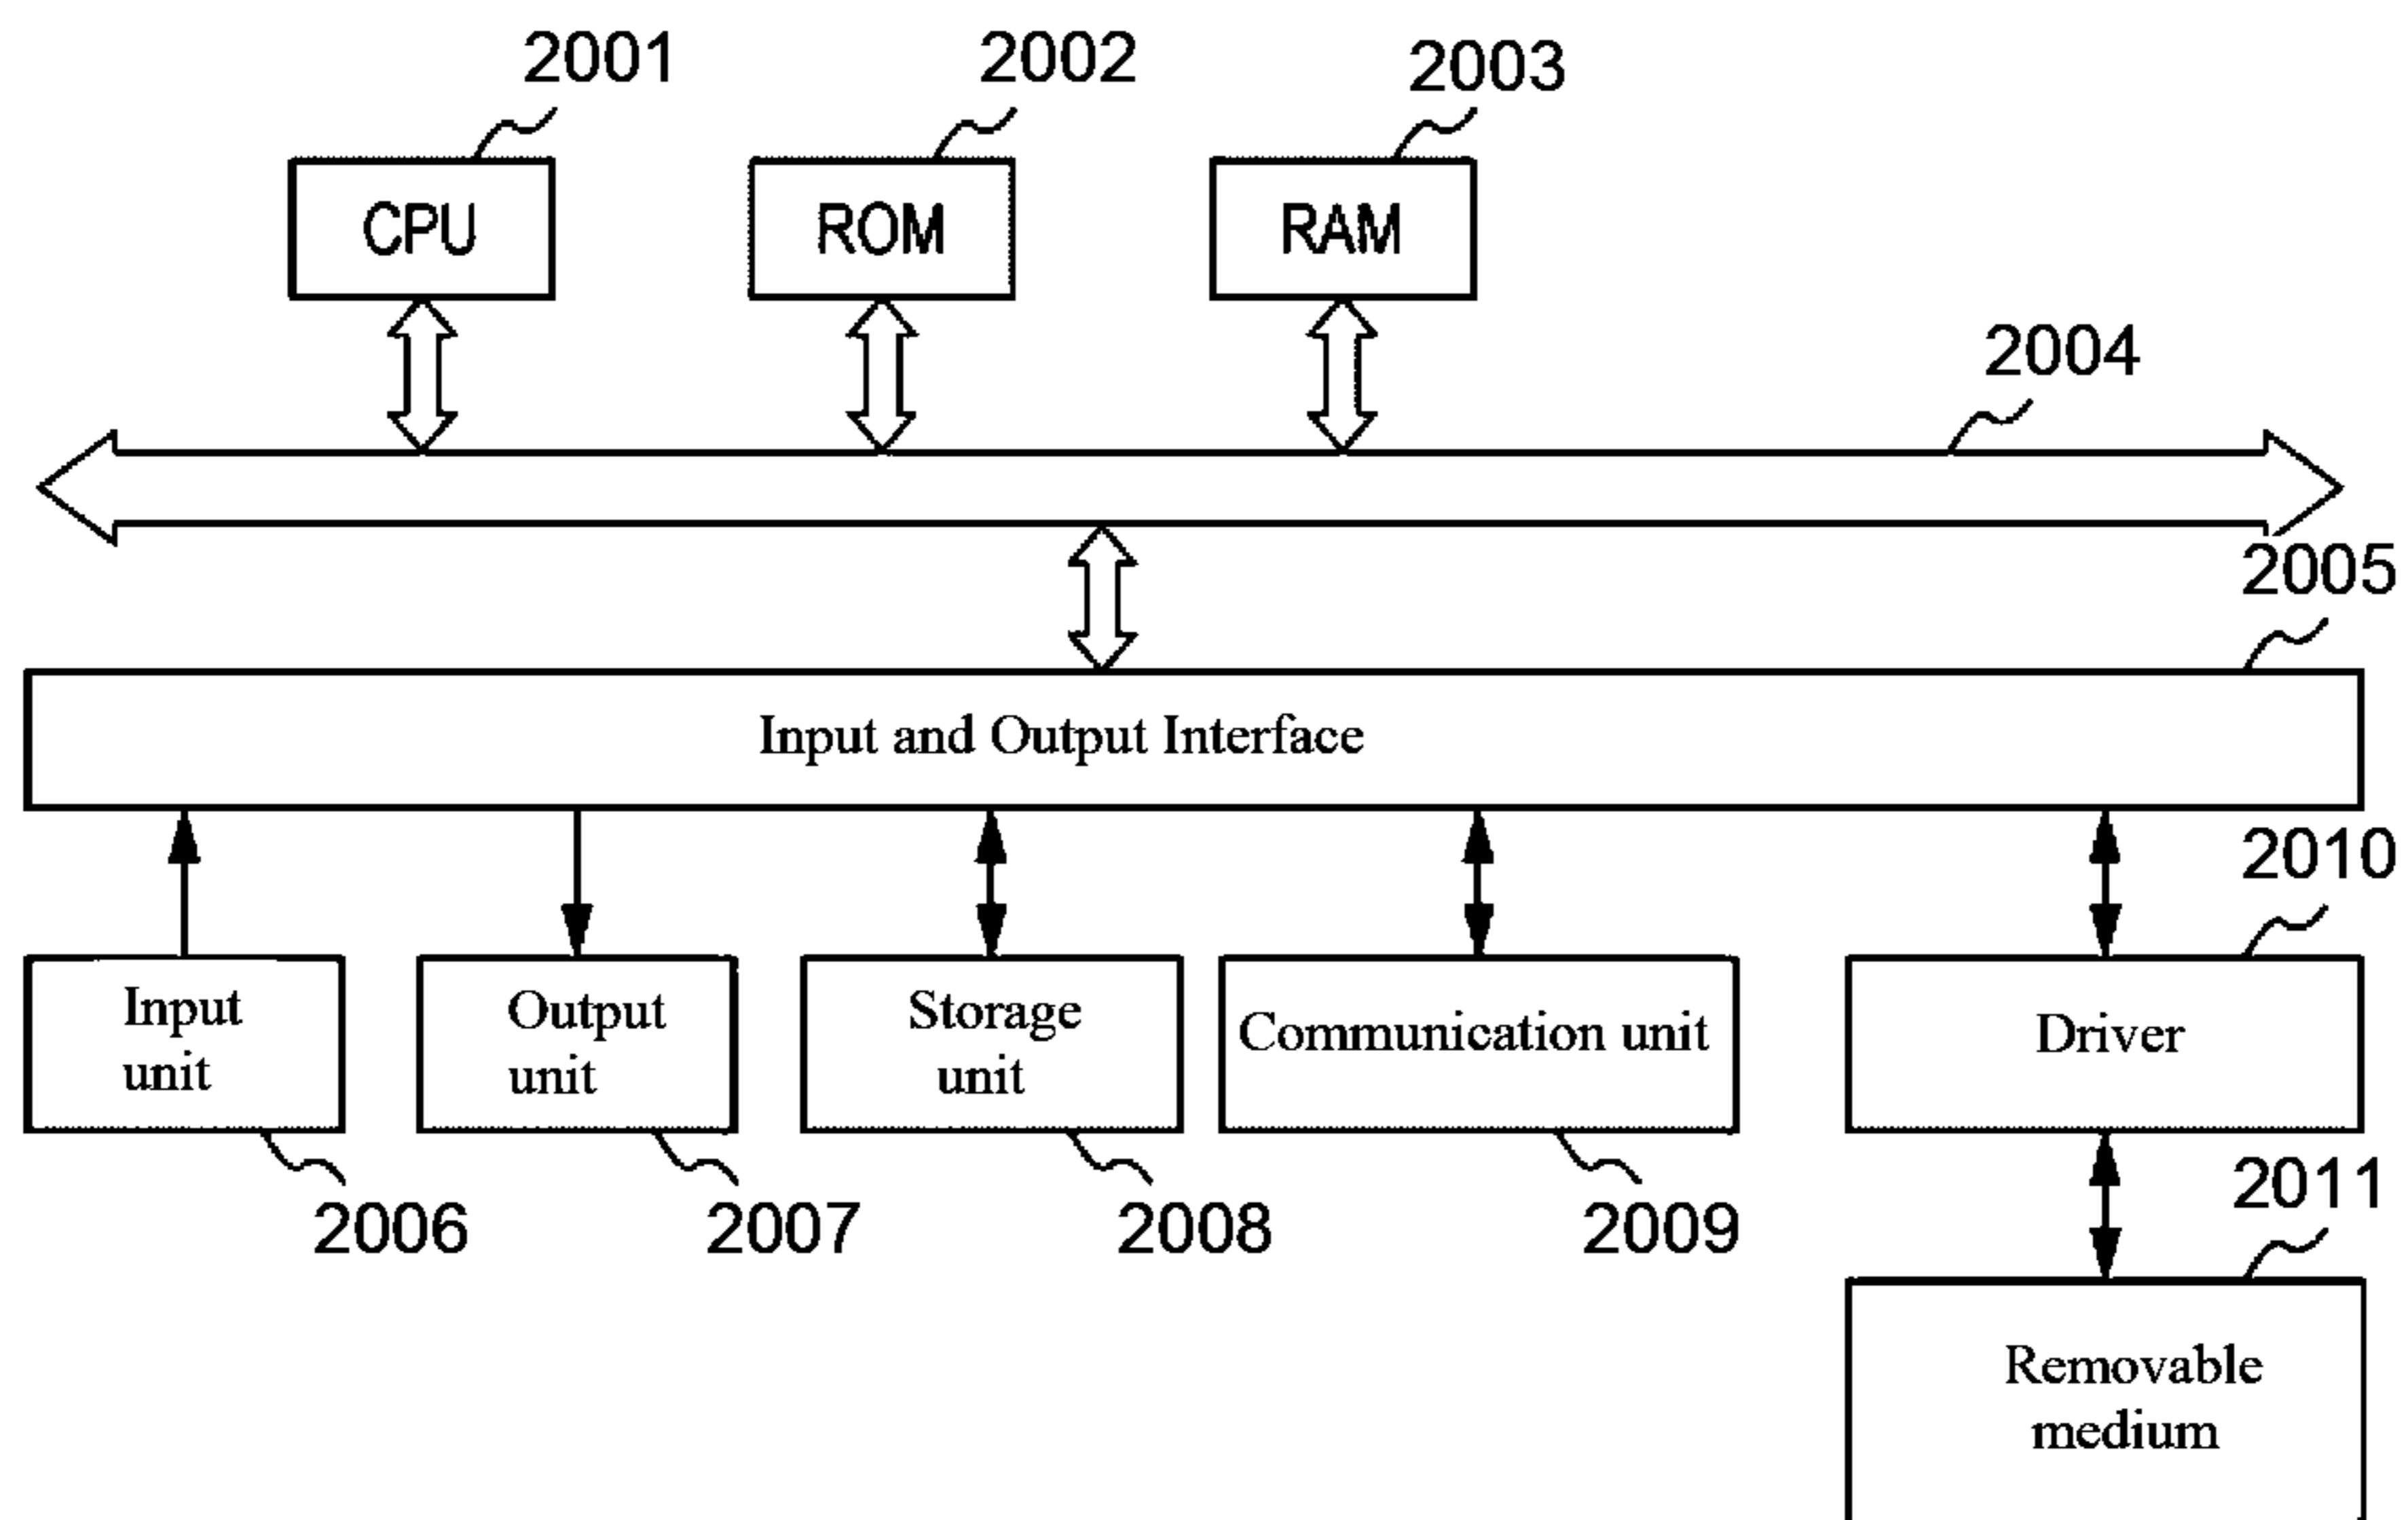 2001
2002
2003
CPU
ROM
RAM
2004
2005
Input and Output Interface
2010
Input
unit
Output
unit
Storage
unit
Communication unit
Driver
2006
2007
2008
2009
2011
Removable
medium